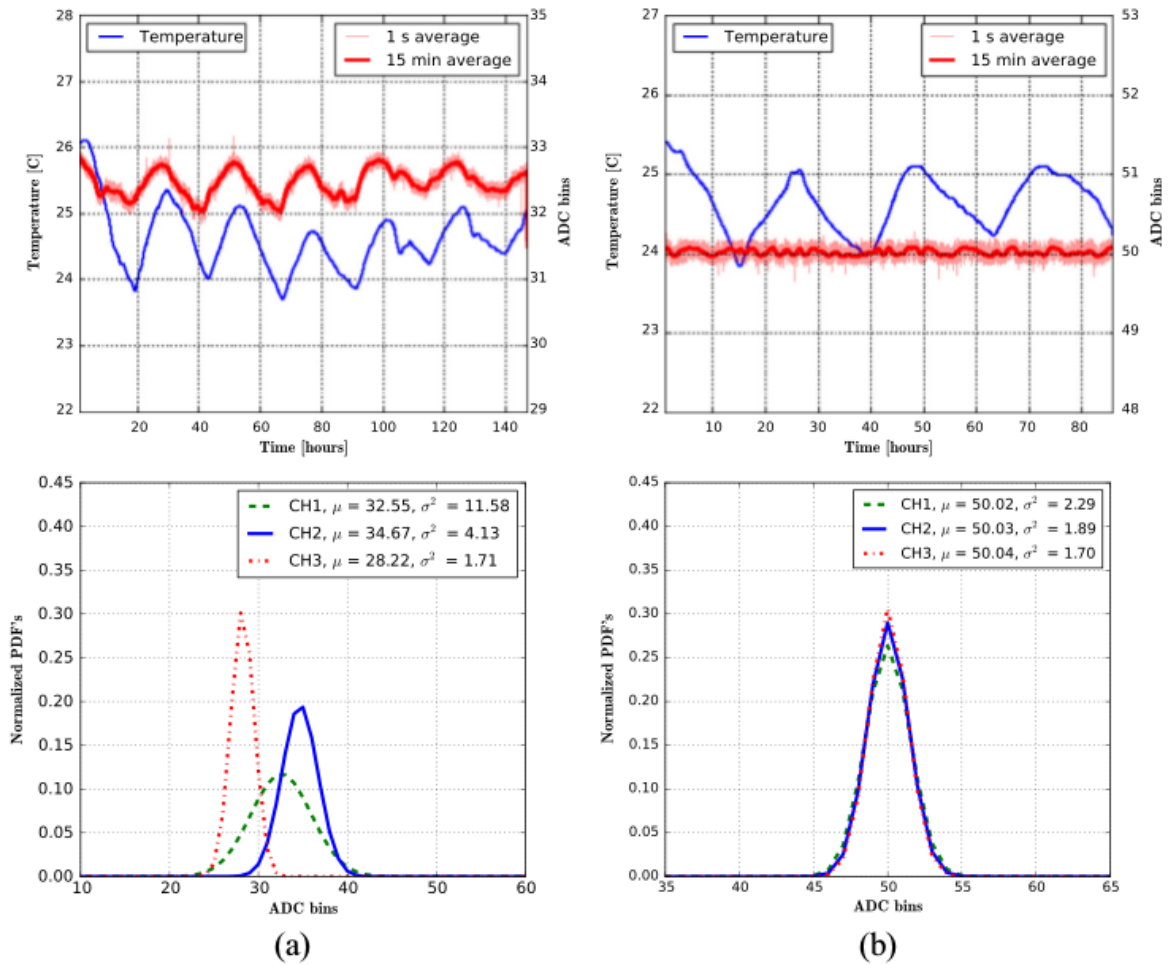 28
27
26
25
24
23
22
Temperature [C]
Temperature
1 s average
15 min average
35
34
33
32
31
30
29
ADC bins
20 40 60 80 100 120 140
Time [hours]
27
26
25
24
23
22
Temperature [C]
Temperature
1 s average
15 min average
53
52
51
50
49
48
ADC bins
10 20 30 40 50 60 70 80
Time [hours]
0.45
0.40
0.35
0.30
0.25
0.20
0.15
0.10
0.05
0.00
Normalized PDF's
CH1, μ = 32.55, σ² = 11.58
CH2, μ = 34.67, σ² = 4.13
CH3, μ = 28.22, σ² = 1.71
10 20 30 40 50 60
ADC bins
(a)
0.45
0.40
0.35
0.30
0.25
0.20
0.15
0.10
0.05
0.00
Normalized PDF's
CH1, μ = 50.02, σ² = 2.29
CH2, μ = 50.03, σ² = 1.89
CH3, μ = 50.04, σ² = 1.70
35 40 45 50 55 60 65
ADC bins
(b)